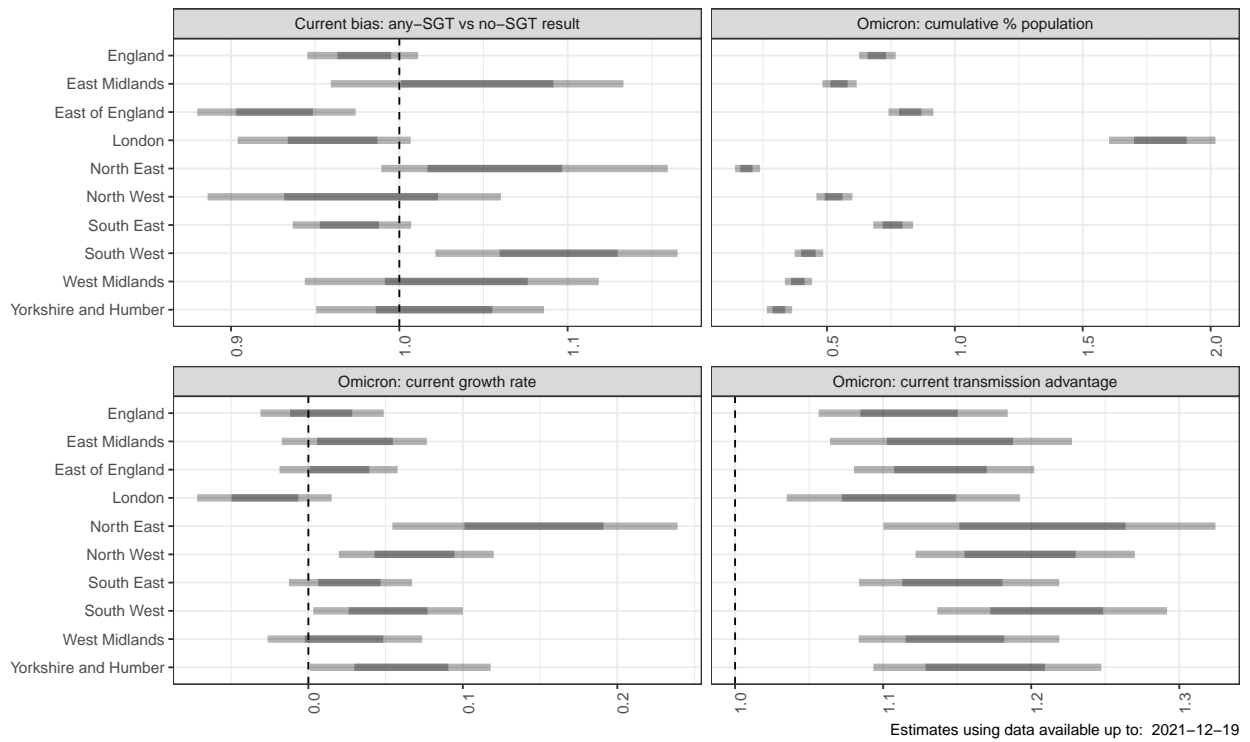 Current bias: any−SGT vs no−SGT result
Omicron: cumulative % population
England
East Midlands
East of England
London
North East
North West
South East
South West
West Midlands
Yorkshire and Humber
0.9
1.0
1.1
0.5
1.0
1.5
2.0
Omicron: current growth rate
Omicron: current transmission advantage
England
East Midlands
East of England
London
North East
North West
South East
South West
West Midlands
Yorkshire and Humber
0.0
0.1
0.2
1.0
1.1
1.2
1.3
Estimates using data available up to: 2021−12−19